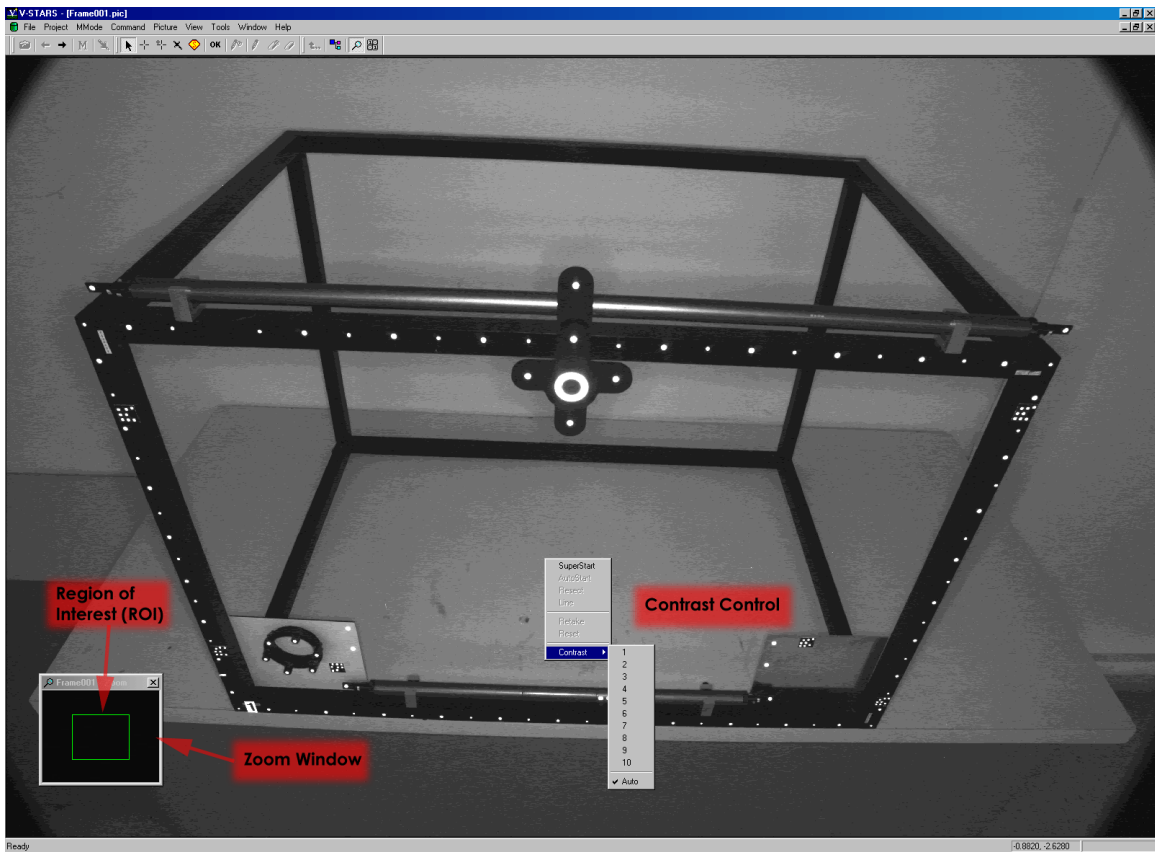 V-STARS - [Frame001.pic]
File Project MMode Command Picture View Tools Window Help
M OK
SuperStart
AutoStart
Resect
Line
Retake
Reset
Contrast
1
2
3
4
5
6
7
8
9
10
Auto
Contrast Control
Region of
Interest (ROI)
Frame001
Zoom Window
Ready
-0.8820, -2.6280